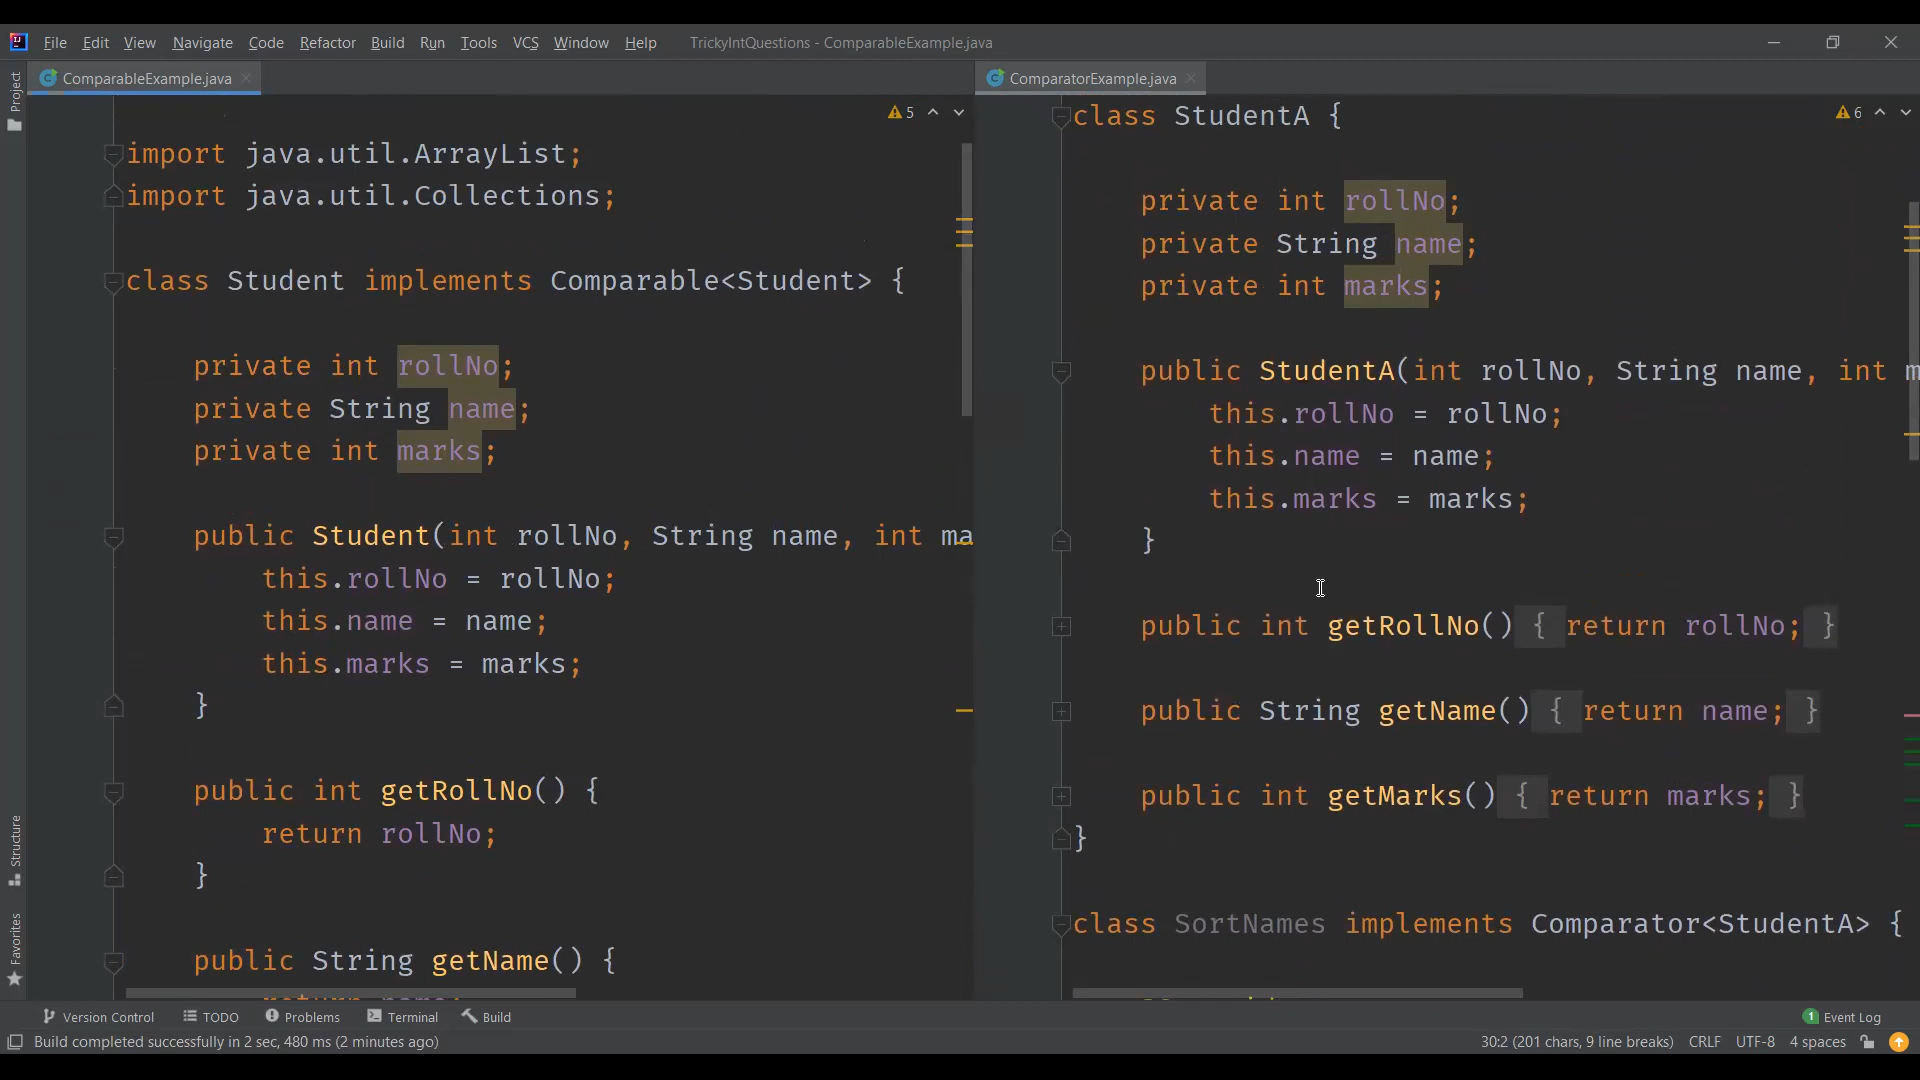 File Edit View Navigate Code Refactor Build Run Tools VCS Window Help TrickyIntQuestions - ComparableExample.java
Project
Structure
Favorites
ComparableExample.java
5
import java.util.ArrayList;
import java.util.Collections;
class Student implements Comparable<Student> {
private int rollNo;
private String name;
private int marks;
public Student(int rollNo, String name, int ma
this.rollNo = rollNo;
this.name = name;
this.marks = marks;
}
public int getRollNo() {
return rollNo;
}
public String getName() {
ComparatorExample.java
6
class StudentA {
private int rollNo;
private String name;
private int marks;
public StudentA(int rollNo, String name, int m
this.rollNo = rollNo;
this.name = name;
this.marks = marks;
}
public int getRollNo() { return rollNo; }
public String getName() { return name; }
public int getMarks() { return marks; }
}
class SortNames implements Comparator<StudentA> {
Version Control TODO Problems Terminal Build 1 Event Log
Build completed successfully in 2 sec, 480 ms (2 minutes ago) 30:2 (201 chars, 9 line breaks) CRLF UTF-8 4 spaces